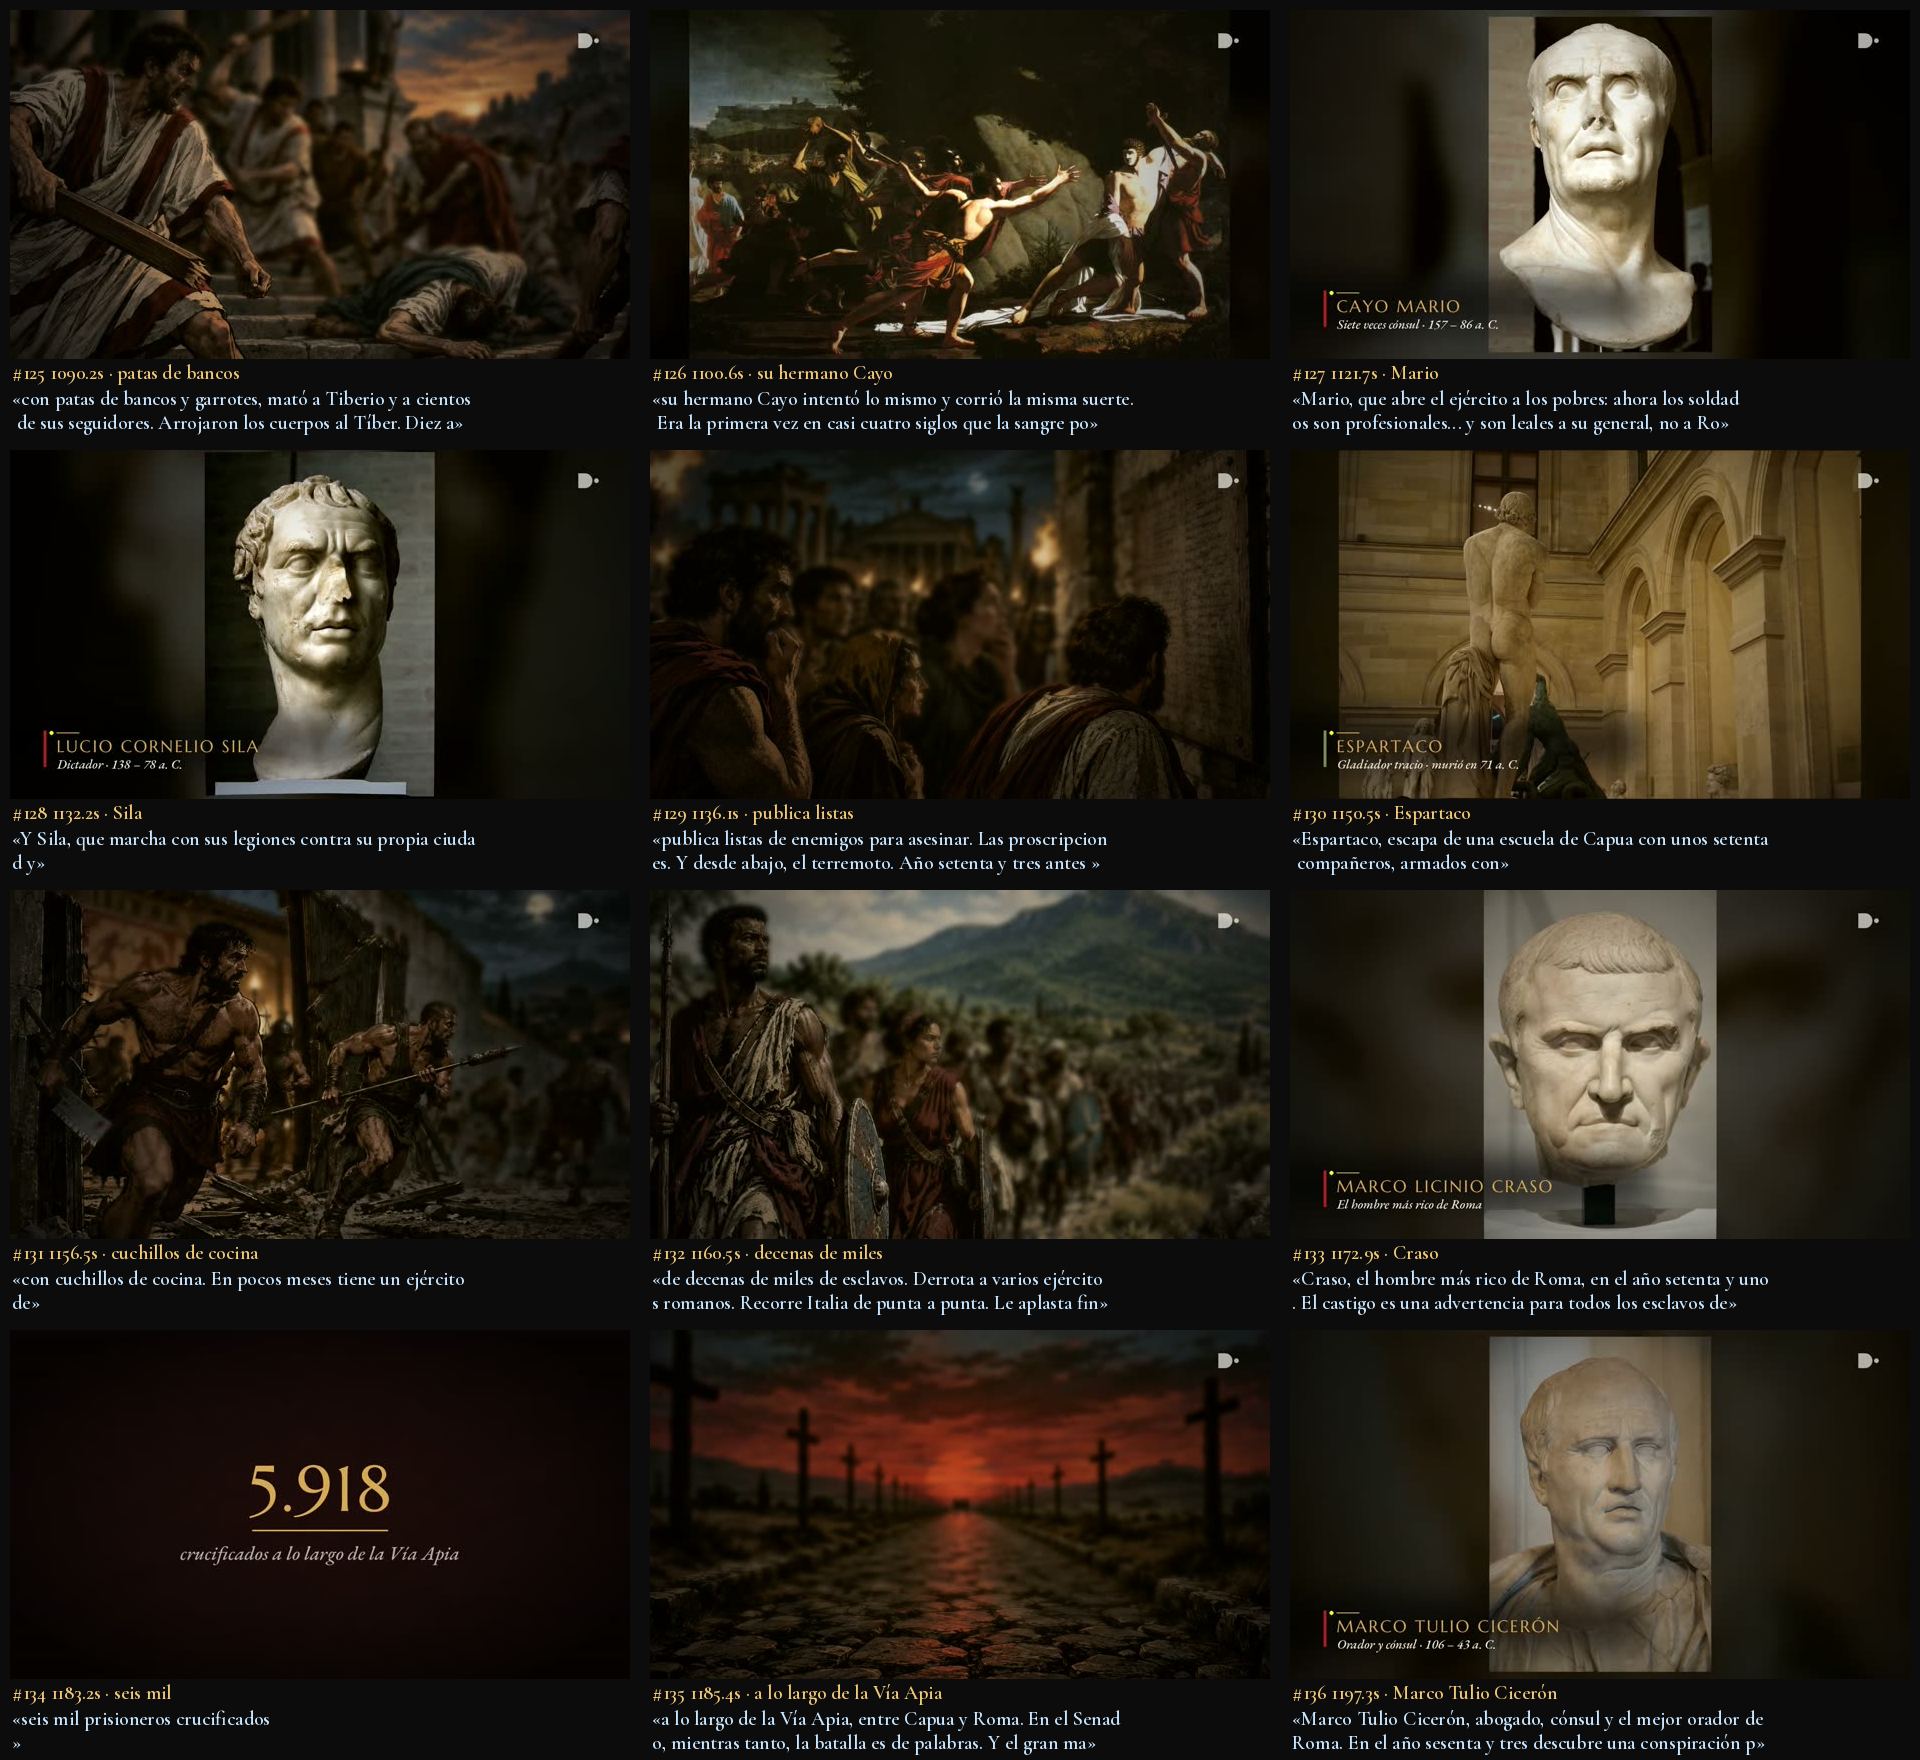 CAYO MARIO
Siete veces cónsul · 157 – 86 a. C.
#125 1090.2s · patas de bancos
«con patas de bancos y garrotes, mató a Tiberio y a cientos
de sus seguidores. Arrojaron los cuerpos al Tíber. Diez a»
#126 1100.6s · su hermano Cayo
«su hermano Cayo intentó lo mismo y corrió la misma suerte.
Era la primera vez en casi cuatro siglos que la sangre po»
#127 1121.7s · Mario
«Mario, que abre el ejército a los pobres: ahora los soldad
os son profesionales... y son leales a su general, no a Ro»
LUCIO CORNELIO SILA
Dictador · 138 – 78 a. C.
ESPARTACO
Gladiador tracio · murió en 71 a. C.
#128 1132.2s · Sila
«Y Sila, que marcha con sus legiones contra su propia ciuda
d y»
#129 1136.1s · publica listas
«publica listas de enemigos para asesinar. Las proscripcion
es. Y desde abajo, el terremoto. Año setenta y tres antes »
#130 1150.5s · Espartaco
«Espartaco, escapa de una escuela de Capua con unos setenta
compañeros, armados con»
MARCO LICINIO CRASO
El hombre más rico de Roma
#131 1156.5s · cuchillos de cocina
«con cuchillos de cocina. En pocos meses tiene un ejército
de»
#132 1160.5s · decenas de miles
«de decenas de miles de esclavos. Derrota a varios ejército
s romanos. Recorre Italia de punta a punta. Le aplasta fin»
#133 1172.9s · Craso
«Craso, el hombre más rico de Roma, en el año setenta y uno
. El castigo es una advertencia para todos los esclavos de»
5.918
crucificados a lo largo de la Vía Apia
MARCO TULIO CICERÓN
Orador y cónsul · 106 – 43 a. C.
#134 1183.2s · seis mil
«seis mil prisioneros crucificados
»
#135 1185.4s · a lo largo de la Vía Apia
«a lo largo de la Vía Apia, entre Capua y Roma. En el Senad
o, mientras tanto, la batalla es de palabras. Y el gran ma»
#136 1197.3s · Marco Tulio Cicerón
«Marco Tulio Cicerón, abogado, cónsul y el mejor orador de
Roma. En el año sesenta y tres descubre una conspiración p»